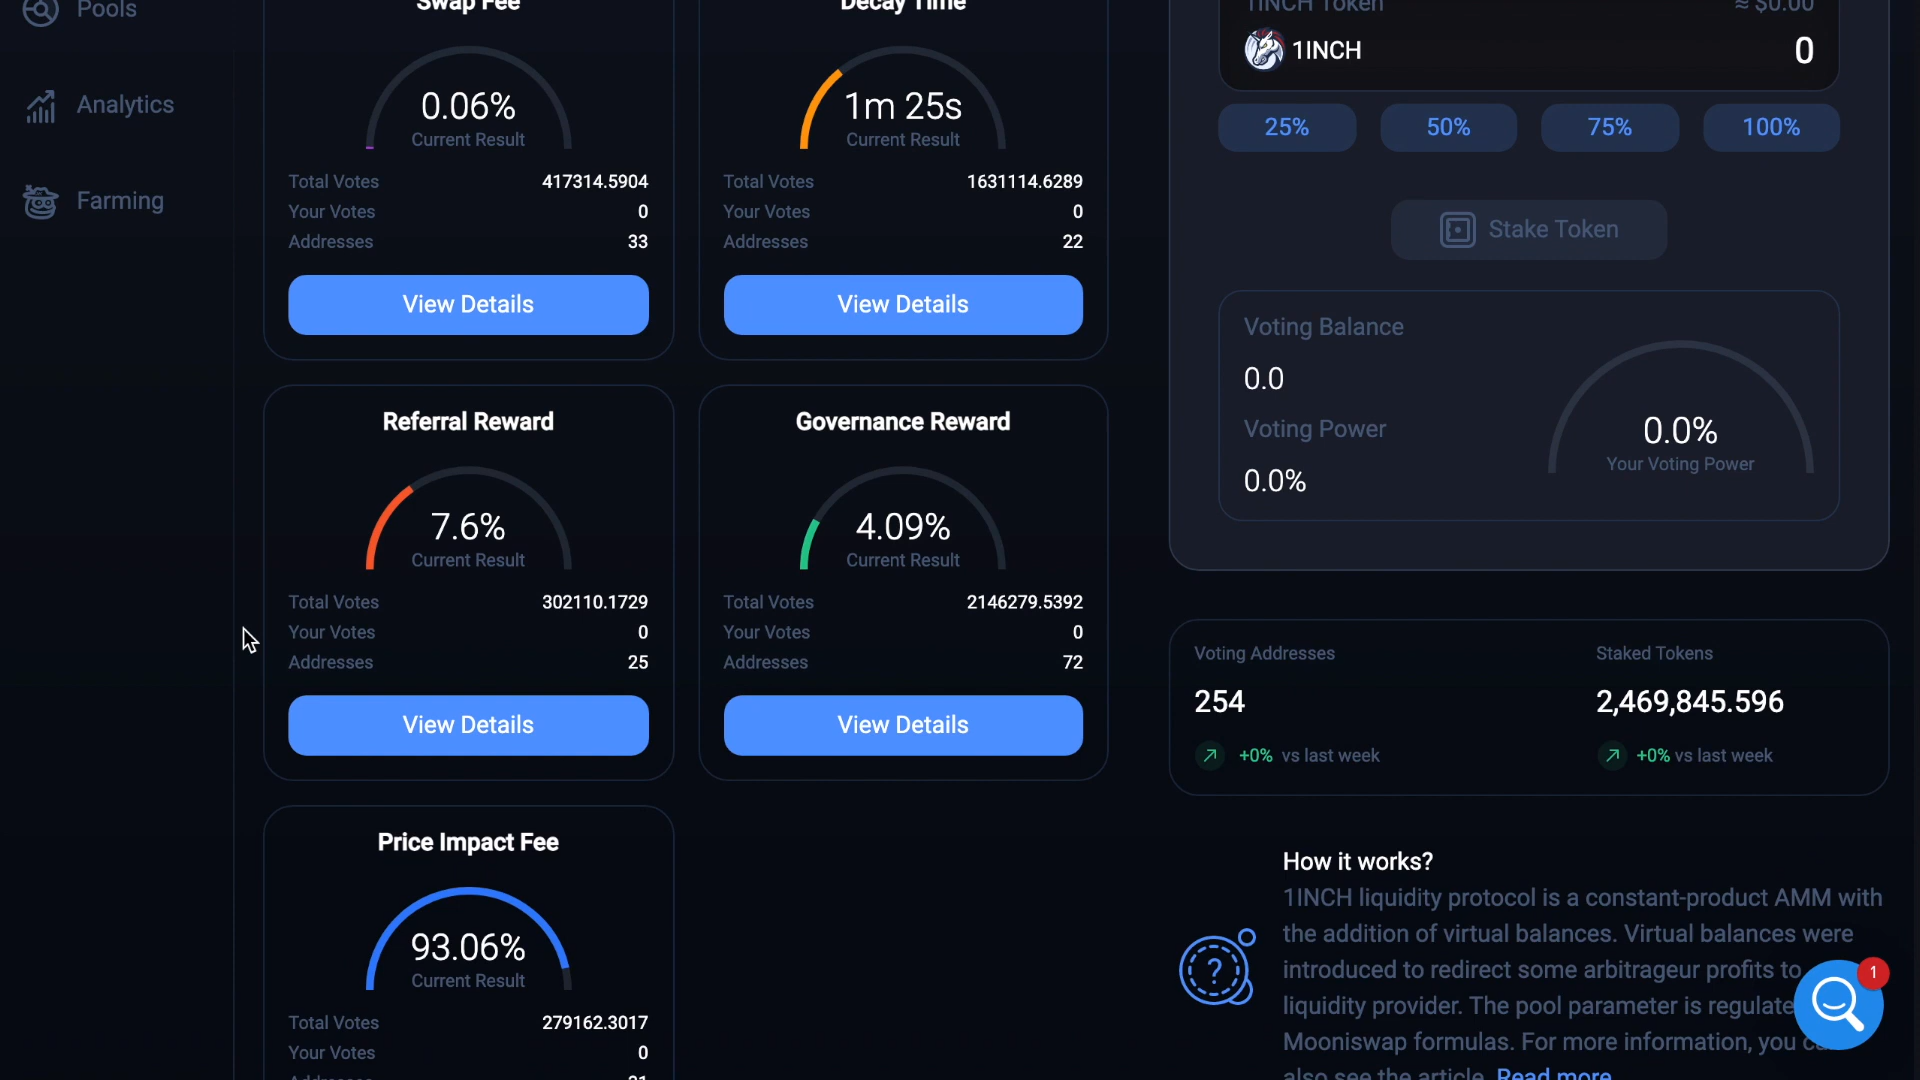 Pools
Analytics
Farming
Swap Fee
0.06%
Current Result
Total Votes 417314.5904
Your Votes 0
Addresses 33
View Details
Decay Time
1m 25s
Current Result
Total Votes 1631114.6289
Your Votes 0
Addresses 22
View Details
Referral Reward
7.6%
Current Result
Total Votes 302110.1729
Your Votes 0
Addresses 25
View Details
Governance Reward
4.09%
Current Result
Total Votes 2146279.5392
Your Votes 0
Addresses 72
View Details
Price Impact Fee
93.06%
Current Result
Total Votes 279162.3017
Your Votes 0
1INCH Token ≈ $0.00
1INCH 0
25% 50% 75% 100%
Stake Token
Voting Balance
0.0
Voting Power
0.0%
0.0%
Your Voting Power
Voting Addresses
254
+0% vs last week
Staked Tokens
2,469,845.596
+0% vs last week
How it works?
1INCH liquidity protocol is a constant-product AMM with
the addition of virtual balances. Virtual balances were
introduced to redirect some arbitrageur profits to
liquidity provider. The pool parameter is
Mooniswap formulas. For more information, you
also see the article. Read more
1